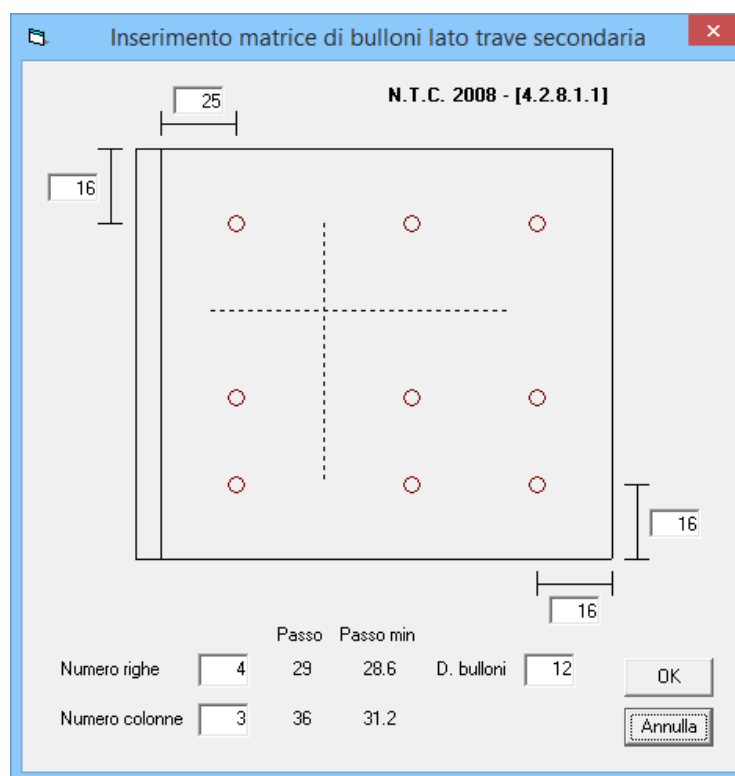 Inserimento matrice di bulloni lato trave secondaria
25
N.T.C. 2008 - [4.2.8.1.1]
16
16
16
Passo Passo min
Numero righe 4 29 28.6 D. bulloni 12 OK
Numero colonne 3 36 31.2 Annulla